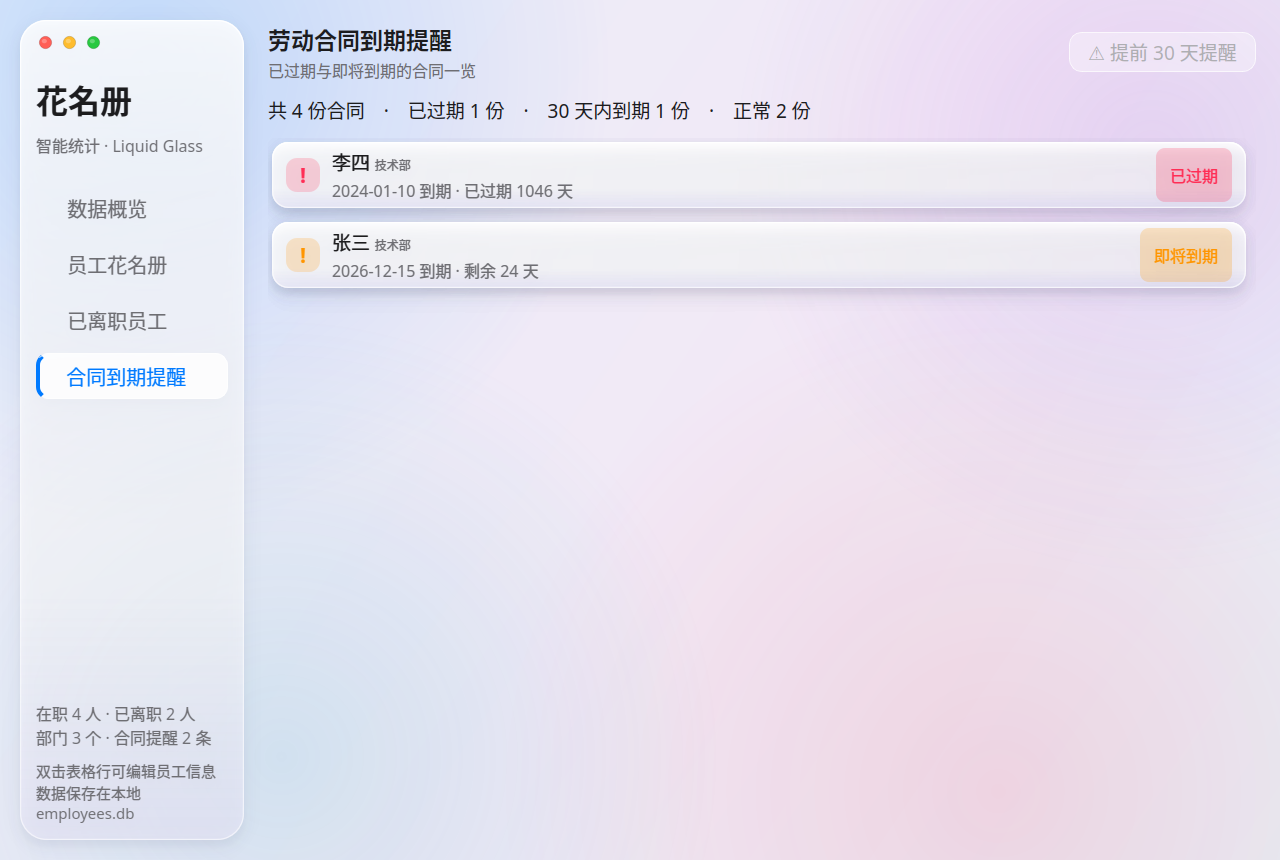 花名册
智能统计 · Liquid Glass
数据概览
员工花名册
已离职员工
合同到期提醒
在职 4 人 · 已离职 2 人
部门 3 个 · 合同提醒 2 条
双击表格行可编辑员工信息
数据保存在本地
employees.db
劳动合同到期提醒
已过期与即将到期的合同一览
⚠ 提前 30 天提醒
共 4 份合同 · 已过期 1 份 · 30 天内到期 1 份 · 正常 2 份
! 李四 技术部
2024-01-10 到期 · 已过期 1046 天
已过期
! 张三 技术部
2026-12-15 到期 · 剩余 24 天
即将到期